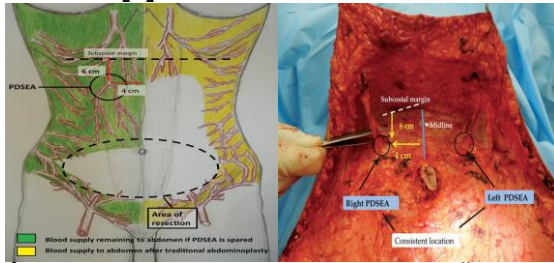 Subcostal margin
6 cm
PDSEA
4 cm
Area of
resection
Blood supply remaining to abdomen if PDSEA is spared
Blood supply to abdomen after traditional abdominoplasty
Subcostal margin
6 cm
Midline
4 cm
Right PDSEA
Left PDSEA
Consistent location